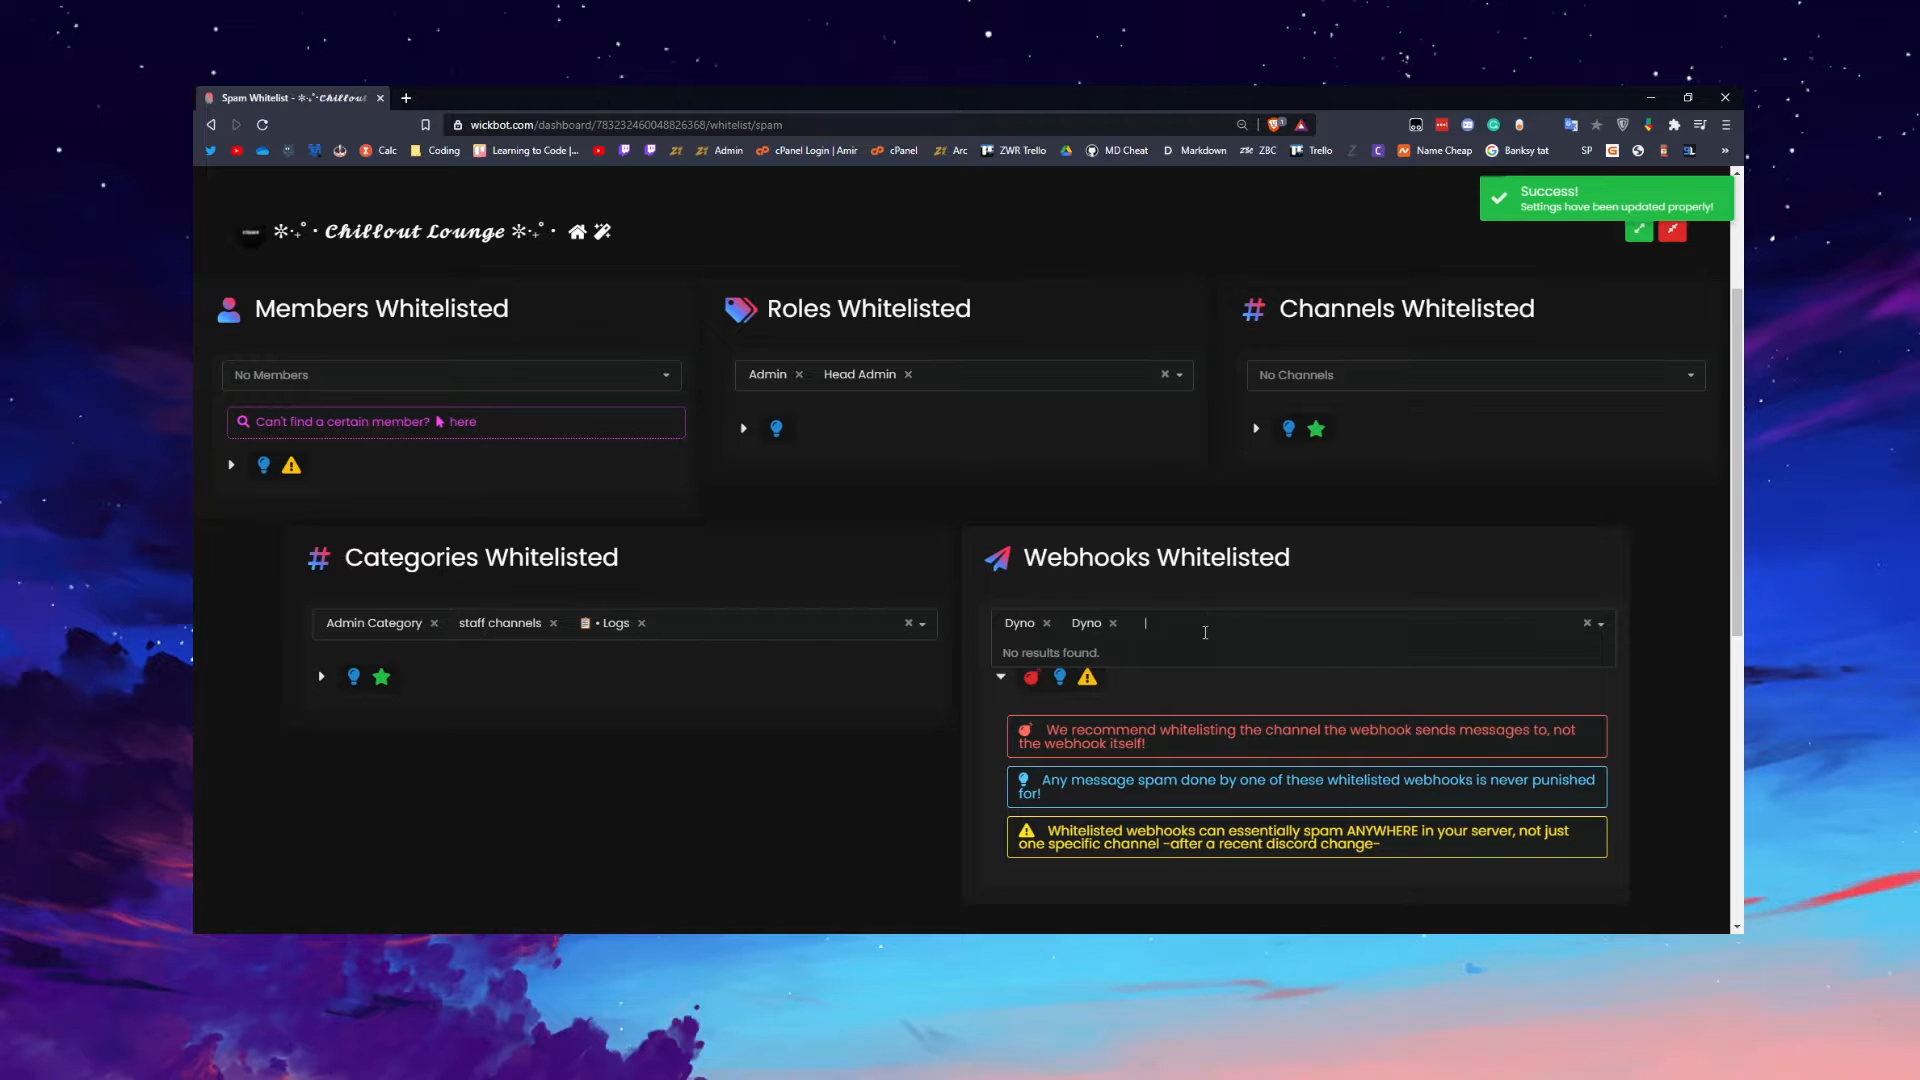 Spam Whitelist - ✼·₊˚·𝓒𝓱𝓲𝓵𝓵𝓸𝓾𝓽
wickbot.com/dashboard/783232460048826368/whitelist/spam
Calc Coding Learning to Code |... Admin cPanel Login | Amir cPanel Arc ZWR Trello MD Cheat Markdown ZBC Trello Name Cheap Banksy tat SP »
Success!
Settings have been updated properly!
✼·₊˚· 𝓒𝓱𝓲𝓵𝓵𝓸𝓾𝓽 𝓛𝓸𝓾𝓷𝓰𝓮 ✼·₊˚·
Members Whitelisted
Roles Whitelisted
Channels Whitelisted
No Members
Admin × Head Admin ×
No Channels
Can't find a certain member? here
Categories Whitelisted
Webhooks Whitelisted
Admin Category × staff channels × 📋 • Logs ×
Dyno × Dyno ×
No results found.
We recommend whitelisting the channel the webhook sends messages to, not
the webhook itself!
Any message spam done by one of these whitelisted webhooks is never punished
for!
Whitelisted webhooks can essentially spam ANYWHERE in your server, not just
one specific channel -after a recent discord change-